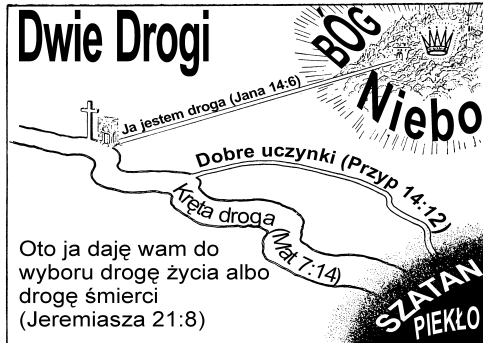 Dwie Drogi
BÓG
Niebo
Ja jestem droga (Jana 14:6)
Dobre uczynki (Przyp 14:12)
Kręta droga
(Mat 7:14)
Oto ja daję wam do
wyboru drogę życia albo
drogę śmierci
(Jeremiasza 21:8)
SZATAN
PIEKŁO